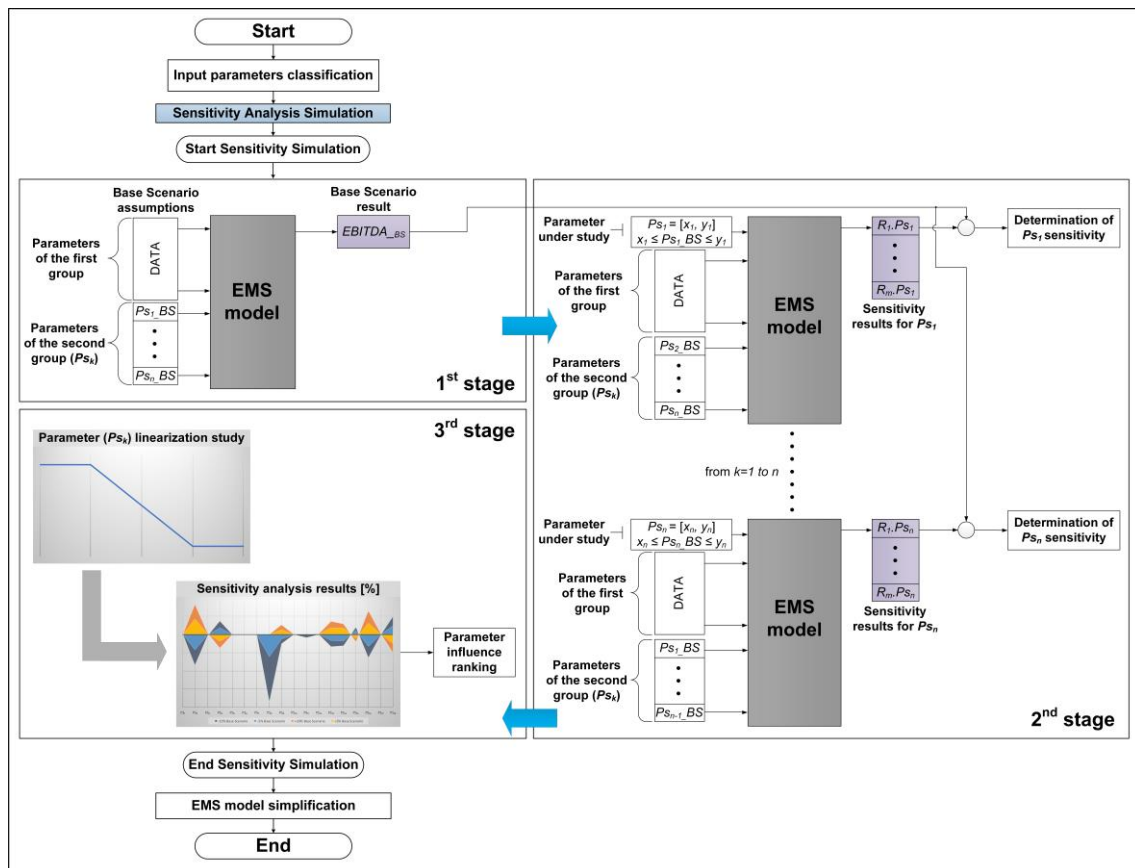 Start
Input parameters classification
Sensitivity Analysis Simulation
Start Sensitivity Simulation
Base Scenario
assumptions
Base Scenario
result
Parameters
of the first
group
DATA
EBITDA_BS
EMS
model
Parameters
of the second
group (Psk)
Ps1_BS
Psn_BS
1st stage
Parameter
under study
Ps1 = [x1, y1]
x1 ≤ Ps1_BS ≤ y1
Parameters
of the first
group
DATA
Parameters
of the second
group (Psk)
Ps2_BS
Psn_BS
EMS
model
R1.Ps1
Rm.Ps1
Sensitivity
results for Ps1
Determination of
Ps1 sensitivity
from k=1 to n
Parameter
under study
Psn = [xn, yn]
xn ≤ Psn_BS ≤ yn
Parameters
of the first
group
DATA
Parameters
of the second
group (Psk)
Ps1_BS
Psn-1_BS
EMS
model
R1.Psn
Rm.Psn
Sensitivity
results for Psn
Determination of
Psn sensitivity
2nd stage
3rd stage
Parameter (Psk) linearization study
Sensitivity analysis results [%]
Parameter
influence
ranking
End Sensitivity Simulation
EMS model simplification
End